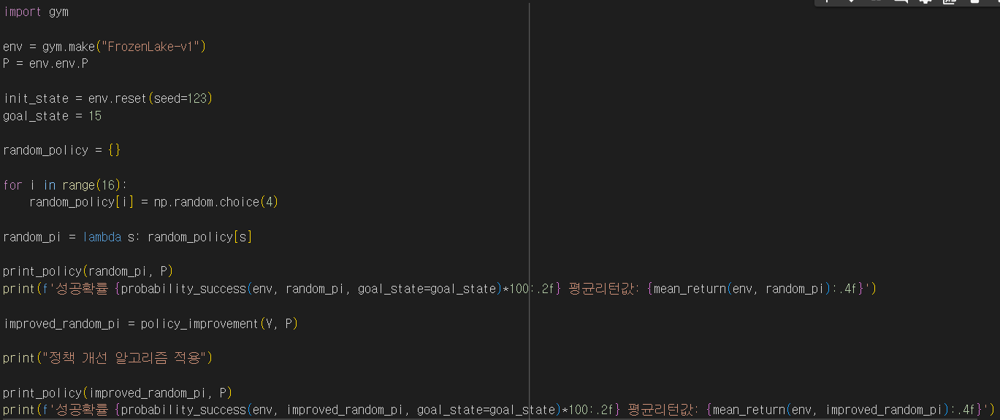 import gym
env = gym.make("FrozenLake-v1")
P = env.env.P
init_state = env.reset(seed=123)
goal_state = 15
random_policy = {}
for i in range(16):
    random_policy[i] = np.random.choice(4)
random_pi = lambda s: random_policy[s]
print_policy(random_pi, P)
print(f'성공확률 {probability_success(env, random_pi, goal_state=goal_state)*100:.2f} 평균리턴값: {mean_return(env, random_pi):.4f}')
improved_random_pi = policy_improvement(V, P)
print("정책 개선 알고리즘 적용")
print_policy(improved_random_pi, P)
print(f'성공확률 {probability_success(env, improved_random_pi, goal_state=goal_state)*100:.2f} 평균리턴값: {mean_return(env, improved_random_pi):.4f}')